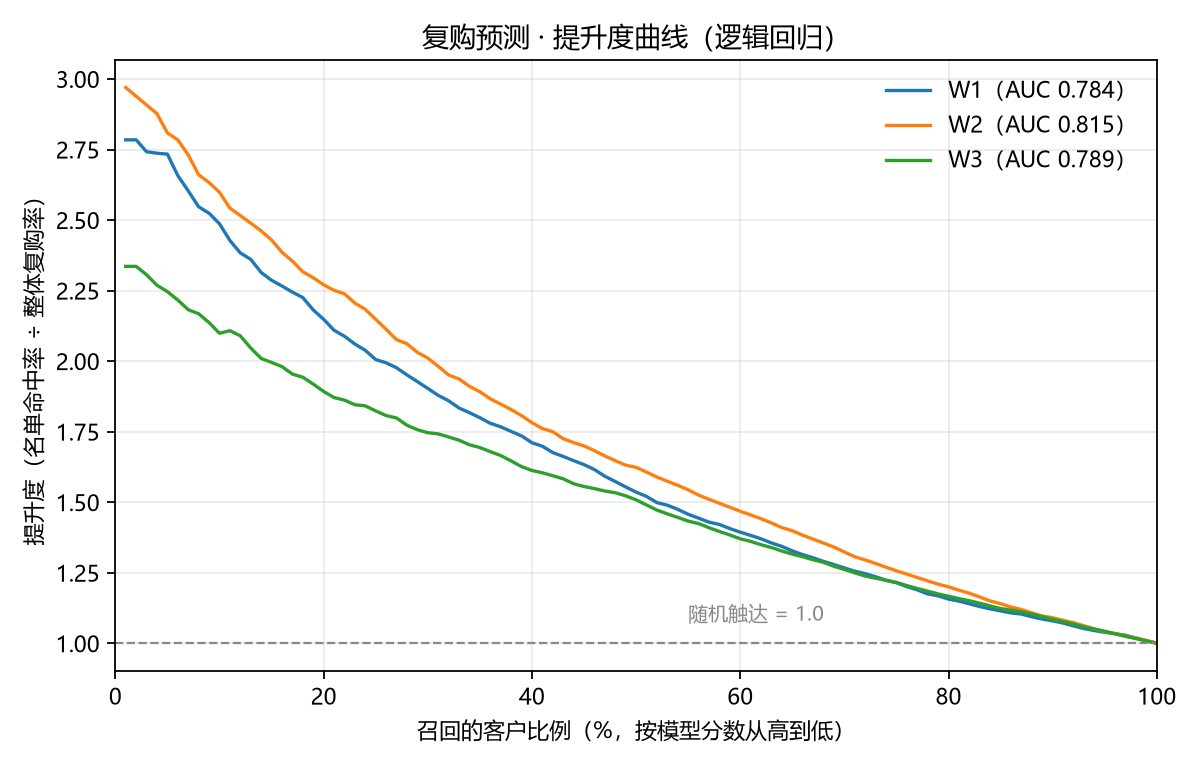 复购预测 · 提升度曲线（逻辑回归）
W1（AUC 0.784）
W2（AUC 0.815）
W3（AUC 0.789）
提升度（名单命中率 ÷ 整体复购率）
3.00
2.75
2.50
2.25
2.00
1.75
1.50
1.25
1.00
随机触达 = 1.0
0
20
40
60
80
100
召回的客户比例（%，按模型分数从高到低）